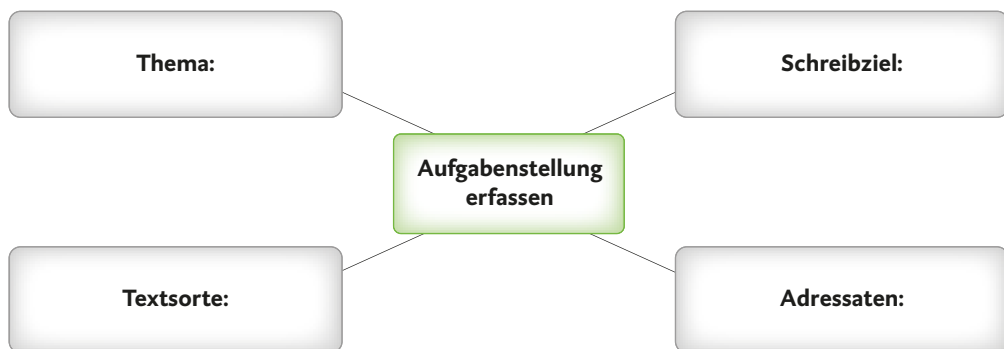 Thema:
Schreibziel:
Aufgabenstellung
erfassen
Textsorte:
Adressaten: